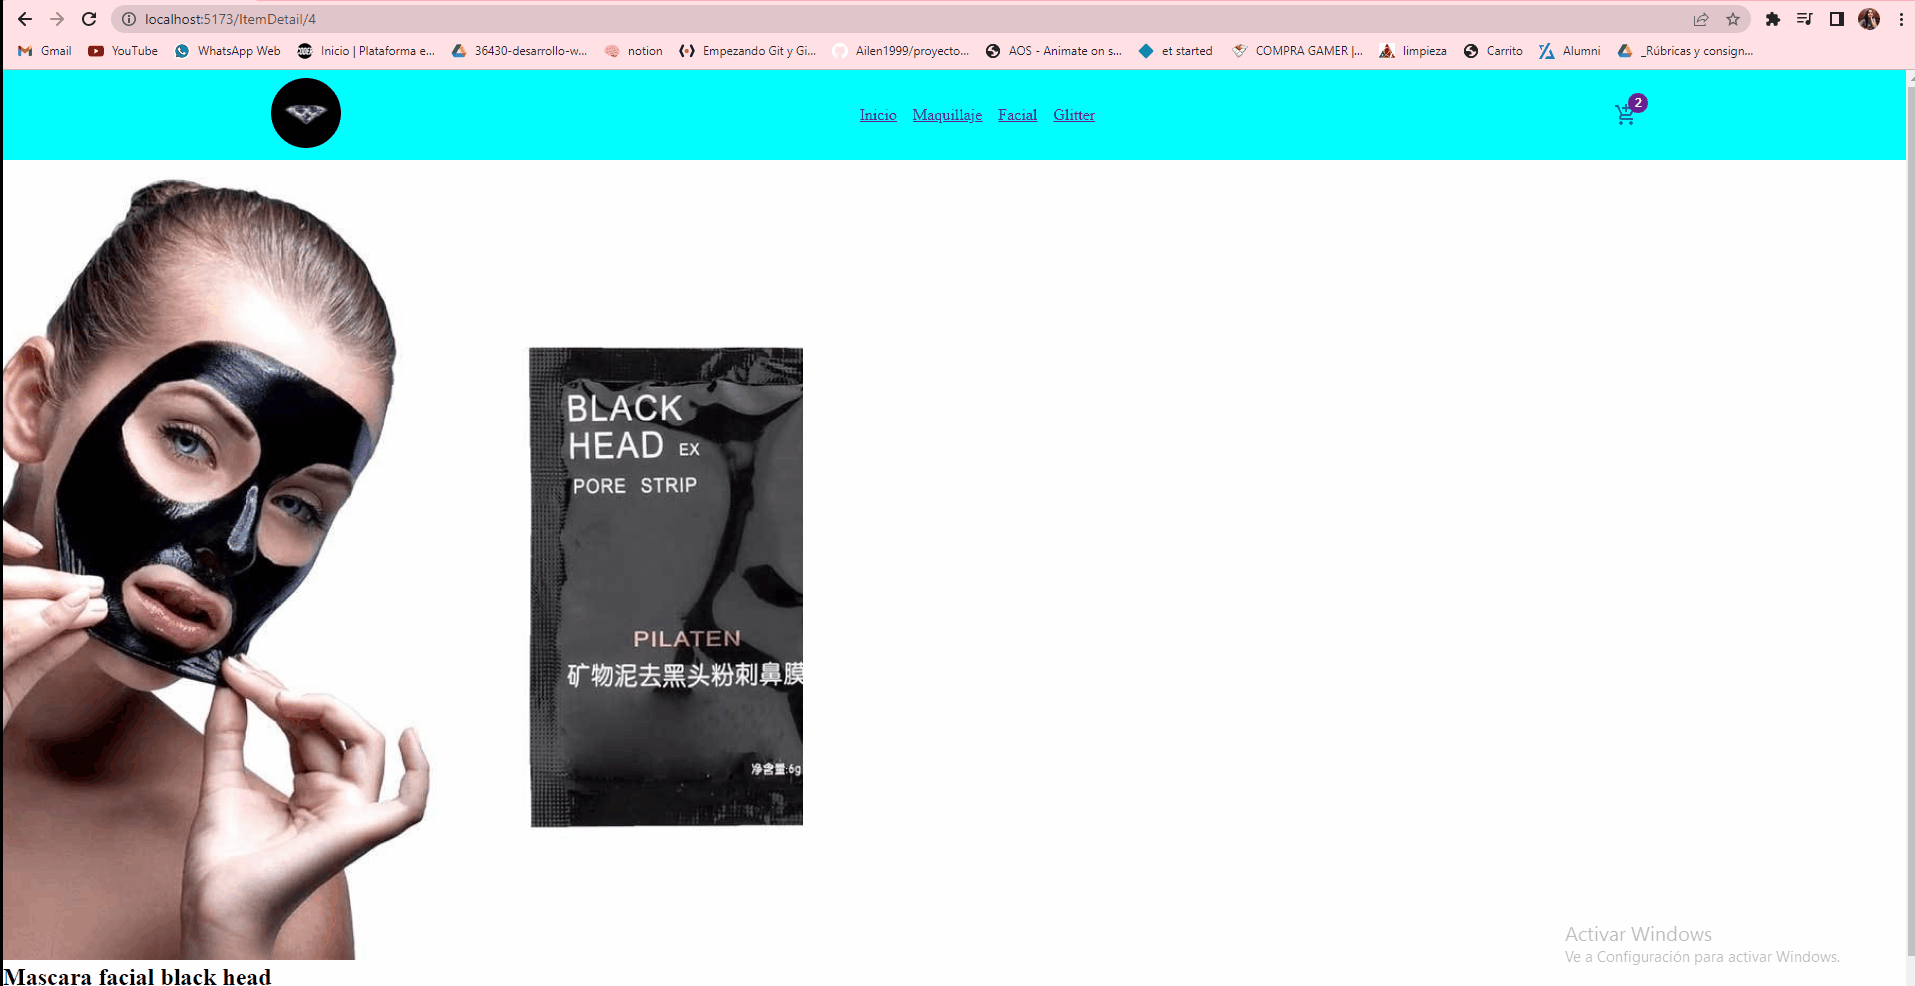 localhost:5173/ItemDetail/4
Gmail YouTube WhatsApp Web Inicio | Plataforma e... 36430-desarrollo-w... notion Empezando Git y Gi... Ailen1999/proyecto... AOS - Animate on s... et started COMPRA GAMER |... limpieza Carrito Alumni _Rúbricas y consign...
Inicio Maquillaje Facial Glitter 2
BLACK
HEAD EX
PORE STRIP
PILATEN
矿物泥去黑头粉刺鼻膜
净含量:6g
Activar Windows
Ve a Configuración para activar Windows.
Mascara facial black head